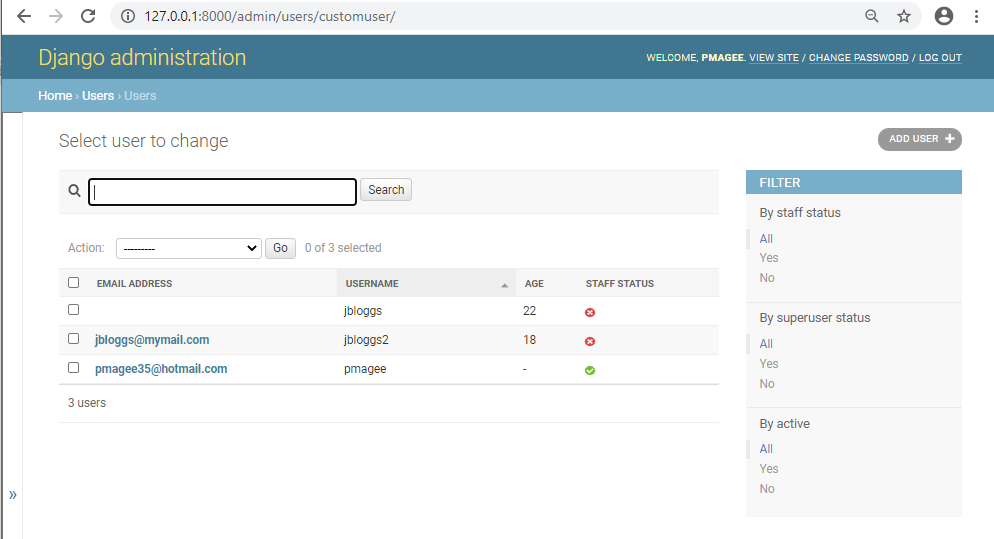 127.0.0.1:8000/admin/users/customuser/
Django administration
WELCOME, PMAGEE. VIEW SITE / CHANGE PASSWORD / LOG OUT
Home › Users › Users
Select user to change
ADD USER +
Search
FILTER
By staff status
All
Yes
No
By superuser status
All
Yes
No
By active
All
Yes
No
Action: --------- Go 0 of 3 selected
EMAIL ADDRESS USERNAME AGE STAFF STATUS
jbloggs 22
jbloggs@mymail.com jbloggs2 18
pmagee35@hotmail.com pmagee -
3 users
»